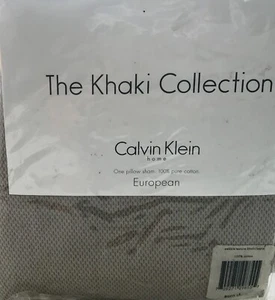 The Khaki Collection
Calvin Klein
home
One pillow sham. 100% pure cotton.
European